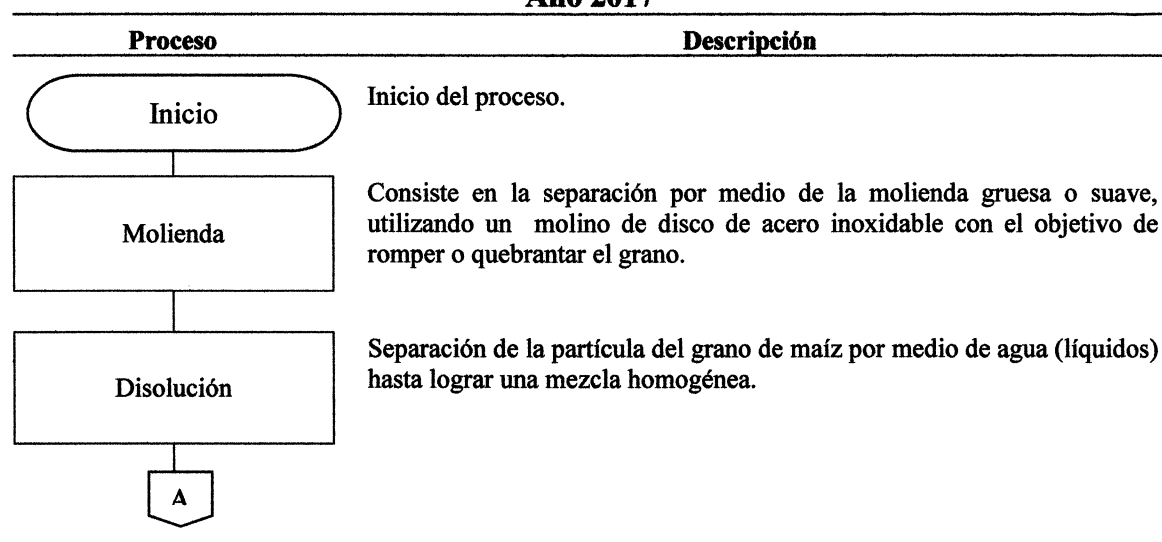 Año 2017
Proceso Descripción
Inicio
Inicio del proceso.
Molienda
Consiste en la separación por medio de la molienda gruesa o suave,
utilizando un molino de disco de acero inoxidable con el objetivo de
romper o quebrantar el grano.
Disolución
Separación de la partícula del grano de maíz por medio de agua (líquidos)
hasta lograr una mezcla homogénea.
A